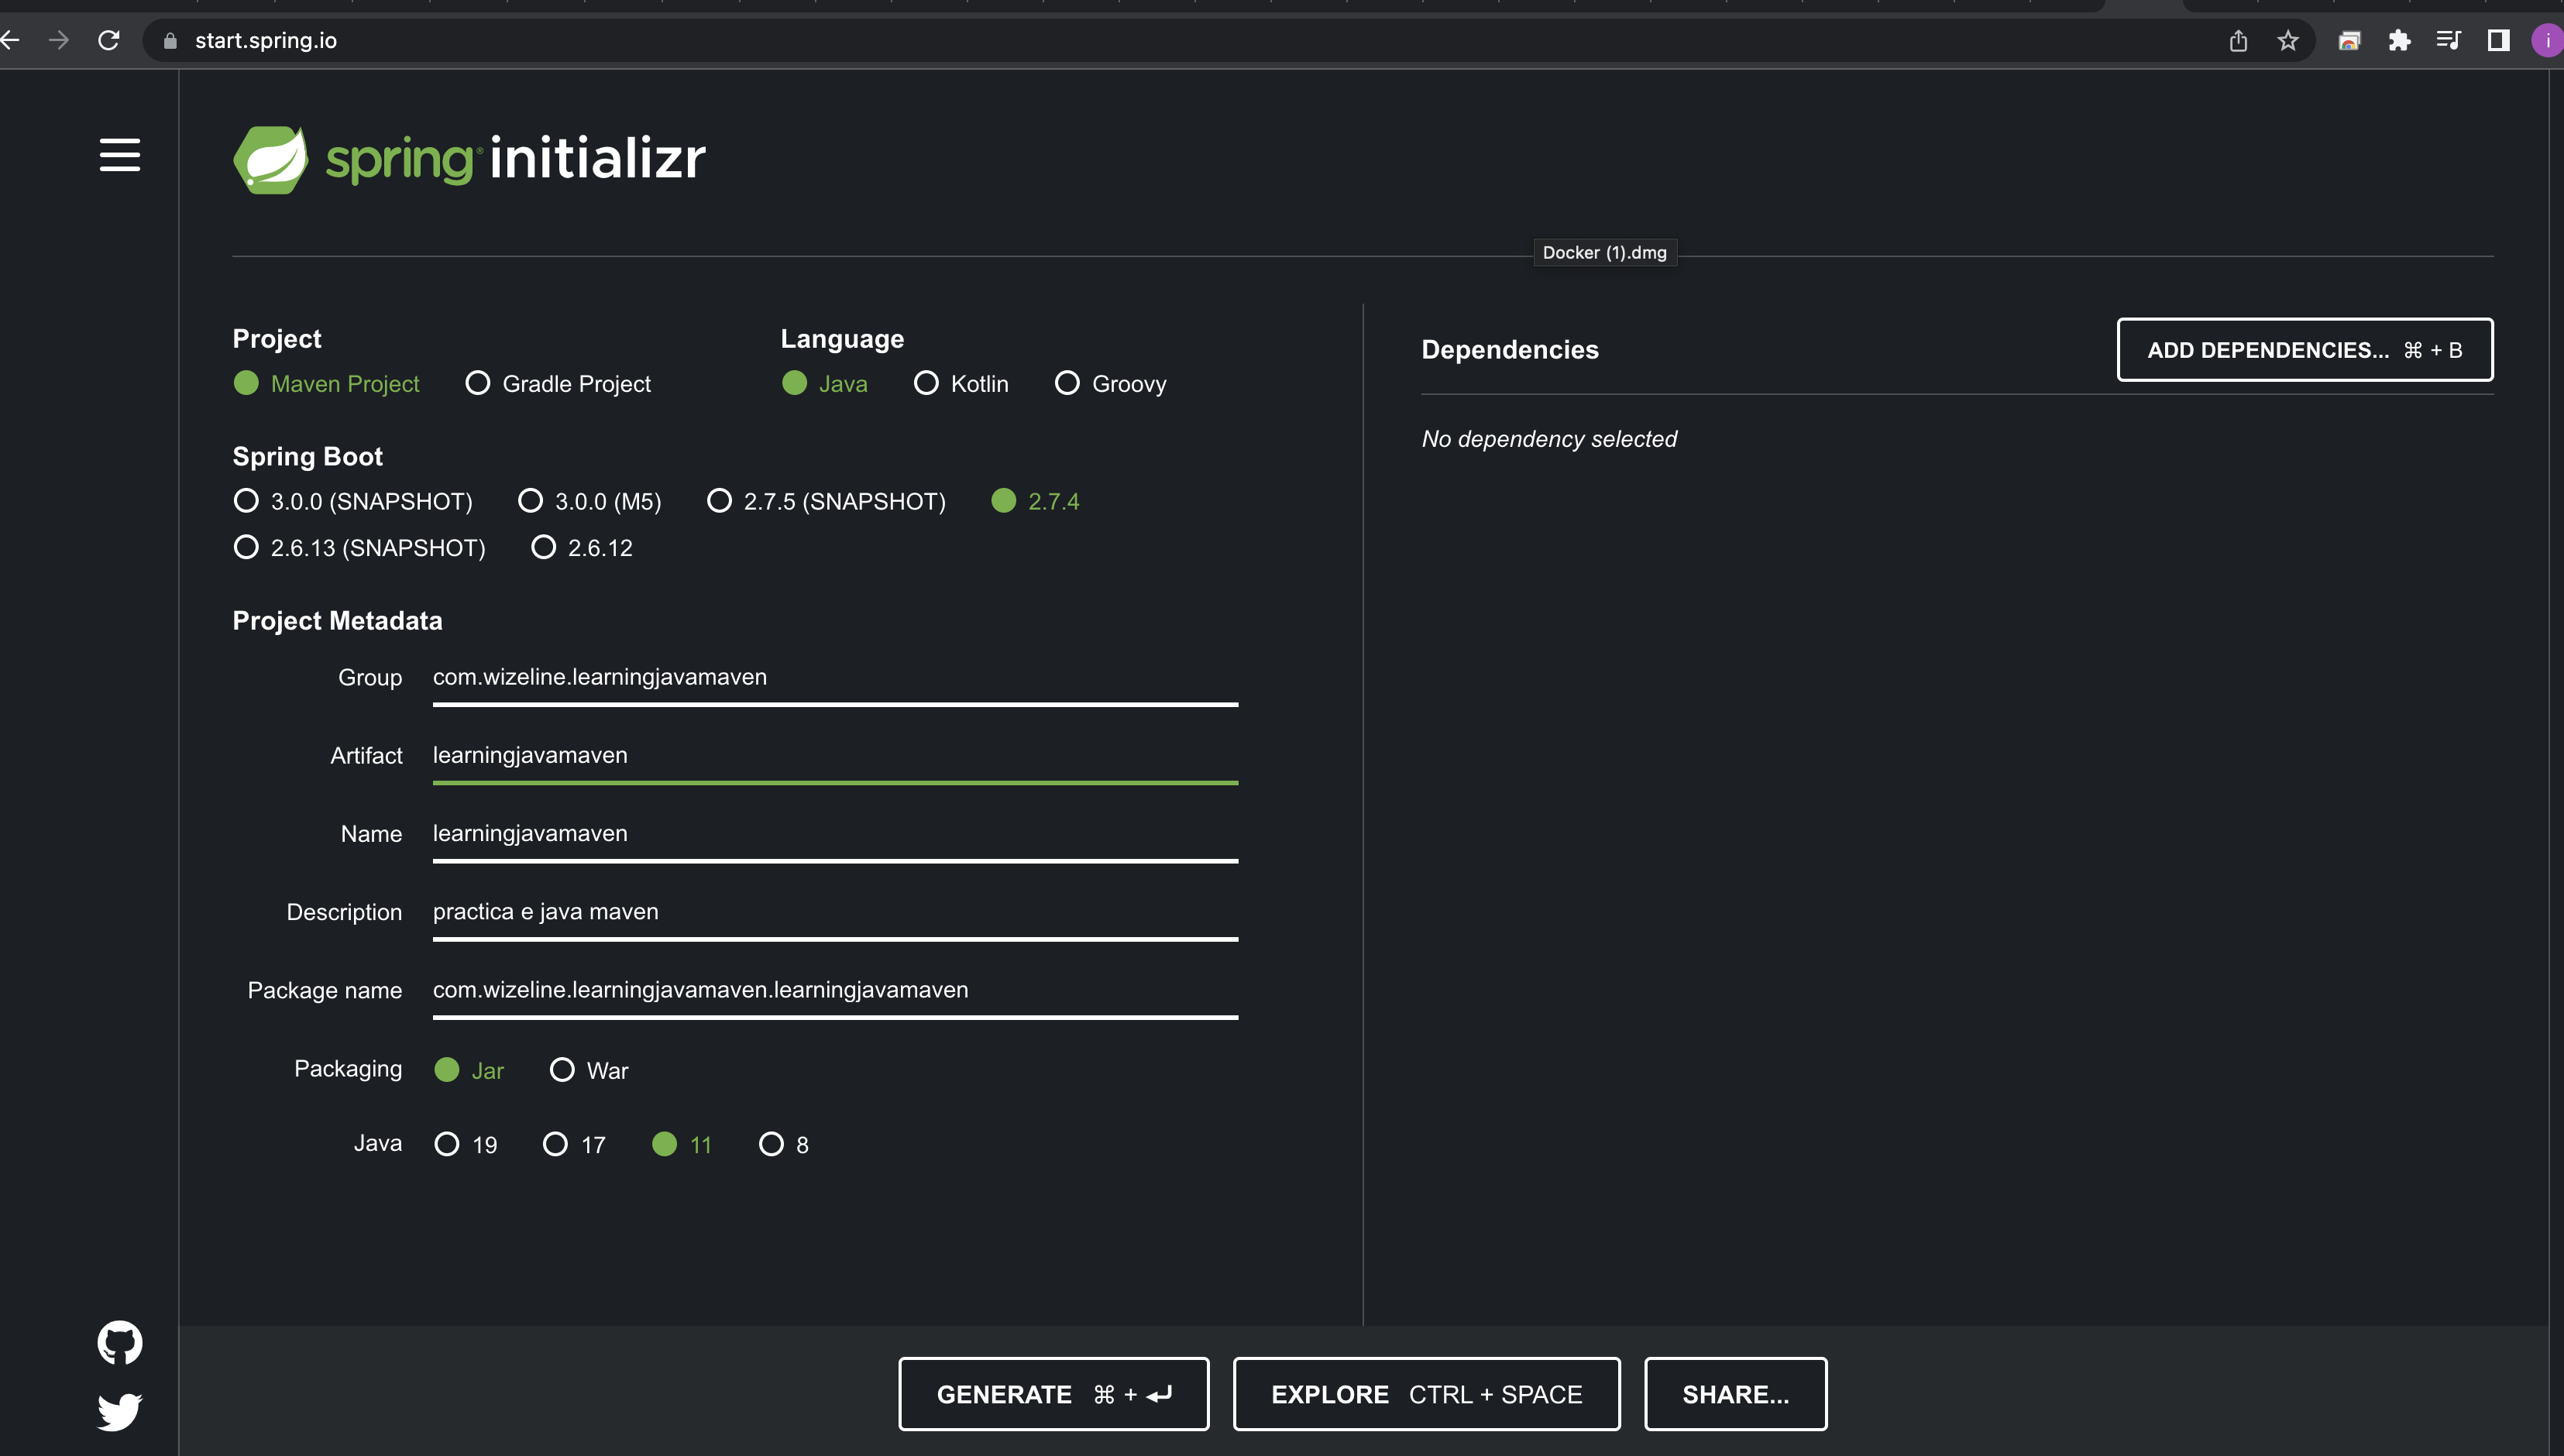 start.spring.io
i
spring® initializr
Docker (1).dmg
Project
Maven Project Gradle Project
Language
Java Kotlin Groovy
Spring Boot
3.0.0 (SNAPSHOT) 3.0.0 (M5) 2.7.5 (SNAPSHOT) 2.7.4
2.6.13 (SNAPSHOT) 2.6.12
Project Metadata
Group com.wizeline.learningjavamaven
Artifact learningjavamaven
Name learningjavamaven
Description practica e java maven
Package name com.wizeline.learningjavamaven.learningjavamaven
Packaging Jar War
Java 19 17 11 8
Dependencies
ADD DEPENDENCIES... ⌘ + B
No dependency selected
GENERATE ⌘ + ↵
EXPLORE CTRL + SPACE
SHARE...